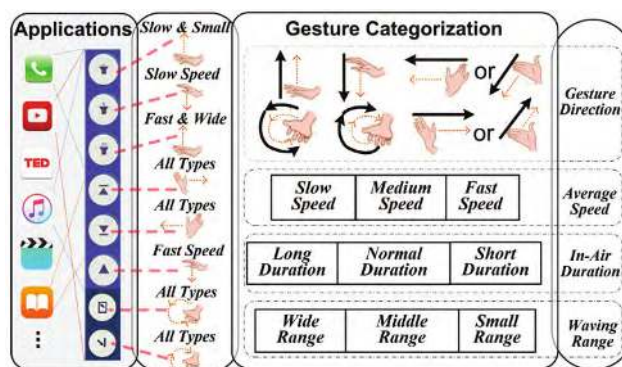 Applications
TED
Slow & Small
Slow Speed
Fast & Wide
All Types
All Types
Fast Speed
All Types
All Types
Gesture Categorization
or
or
Gesture
Direction
Slow
Speed
Medium
Speed
Fast
Speed
Average
Speed
Long
Duration
Normal
Duration
Short
Duration
In-Air
Duration
Wide
Range
Middle
Range
Small
Range
Waving
Range